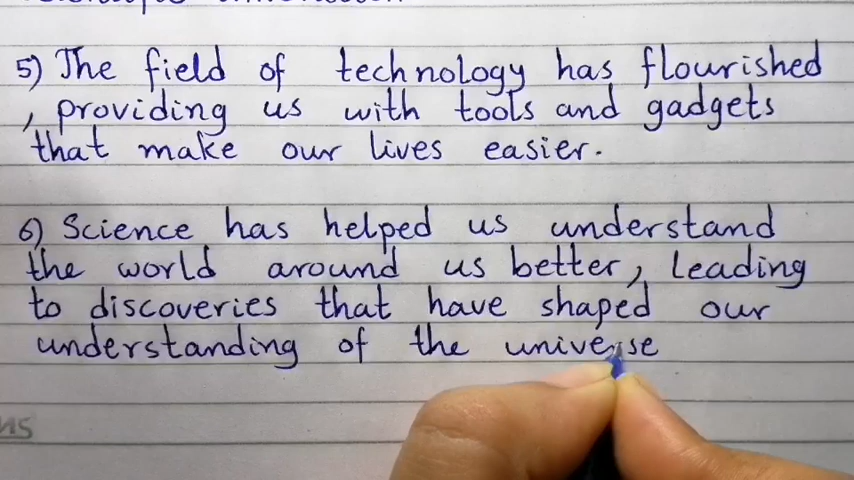 5) The field of technology has flourished
, providing us with tools and gadgets
that make our lives easier.
6) Science has helped us understand
the world around us better, leading
to discoveries that have shaped our
understanding of the universe